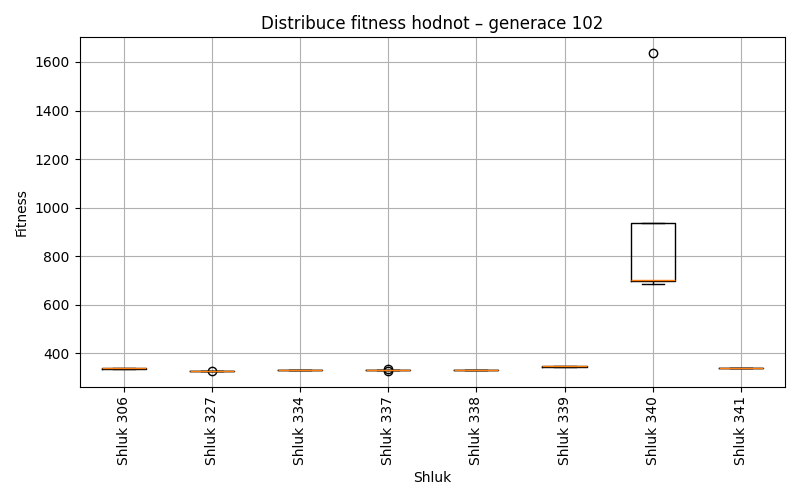 Distribuce fitness hodnot – generace 102
Fitness
1600
1400
1200
1000
800
600
400
Shluk 306
Shluk 327
Shluk 334
Shluk 337
Shluk 338
Shluk 339
Shluk 340
Shluk 341
Shluk